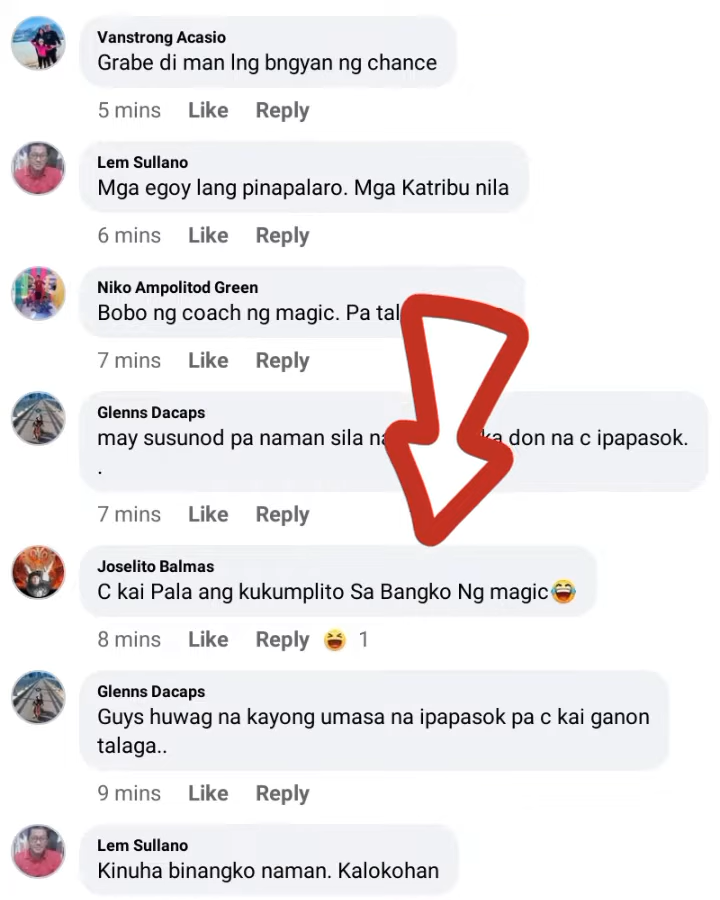 Vanstrong Acasio
Grabe di man lng bngyan ng chance
5 mins Like Reply
Lem Sullano
Mga egoy lang pinapalaro. Mga Katribu nila
6 mins Like Reply
Niko Ampolitod Green
Bobo ng coach ng magic. Pa
7 mins Like Reply
Glenns Dacaps
may susunod pa naman sila don na c ipapasok.
.
7 mins Like Reply
Joselito Balmas
C kai Pala ang kukumplito Sa Bangko Ng magic😂
8 mins Like Reply 😆 1
Glenns Dacaps
Guys huwag na kayong umasa na ipapasok pa c kai ganon
talaga..
9 mins Like Reply
Lem Sullano
Kinuha binangko naman. Kalokohan